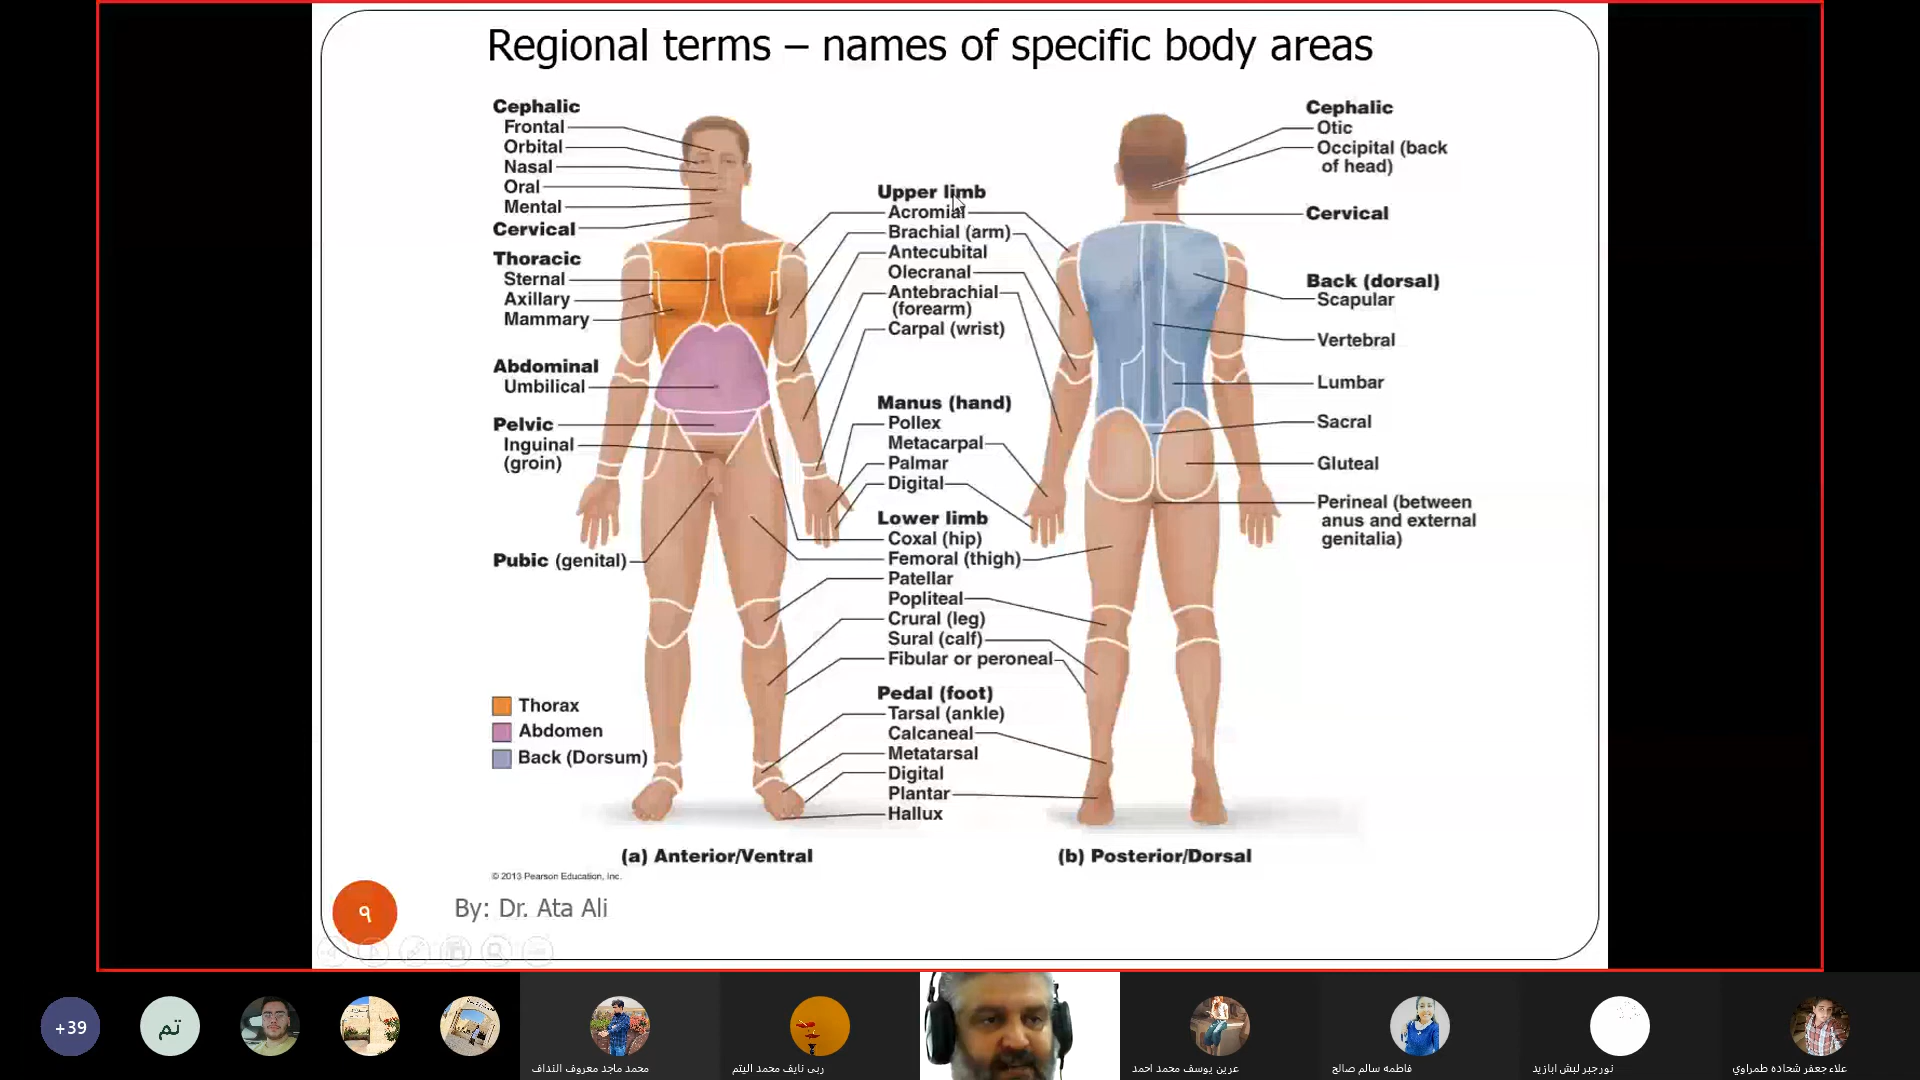 Regional terms – names of specific body areas
Cephalic
Frontal
Orbital
Nasal
Oral
Mental
Cervical
Thoracic
Sternal
Axillary
Mammary
Abdominal
Umbilical
Pelvic
Inguinal
(groin)
Pubic (genital)
Thorax
Abdomen
Back (Dorsum)
Upper limb
Acromial
Brachial (arm)
Antecubital
Olecranal
Antebrachial
(forearm)
Carpal (wrist)
Manus (hand)
Pollex
Metacarpal
Palmar
Digital
Lower limb
Coxal (hip)
Femoral (thigh)
Patellar
Popliteal
Crural (leg)
Sural (calf)
Fibular or peroneal
Pedal (foot)
Tarsal (ankle)
Calcaneal
Metatarsal
Digital
Plantar
Hallux
Cephalic
Otic
Occipital (back
of head)
Cervical
Back (dorsal)
Scapular
Vertebral
Lumbar
Sacral
Gluteal
Perineal (between
anus and external
genitalia)
(a) Anterior/Ventral
(b) Posterior/Dorsal
© 2013 Pearson Education, Inc.
٩
By: Dr. Ata Ali
+39
تم
محمد ماجد معروف النداف
ربى نايف محمد اليتم
عرين يوسف محمد احمد
فاطمه سالم صالح
نورجبر لبش ابازيد
علاءجعفر شحاده طمراوي